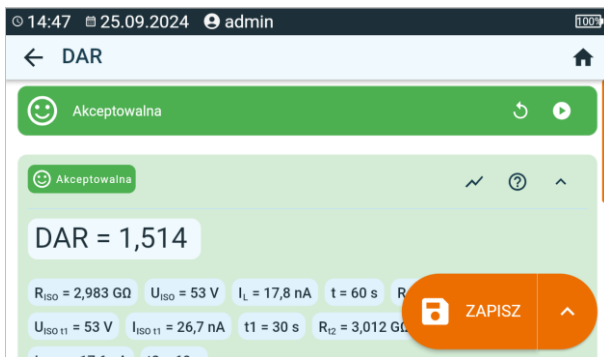 14:47 25.09.2024 admin 100%
DAR
Akceptowalna
Akceptowalna
DAR = 1,514
RISO = 2,983 GΩ UISO = 53 V IL = 17,8 nA t = 60 s R
UISO t1 = 53 V IISO t1 = 26,7 nA t1 = 30 s Rt2 = 3,012 GΩ
ZAPISZ